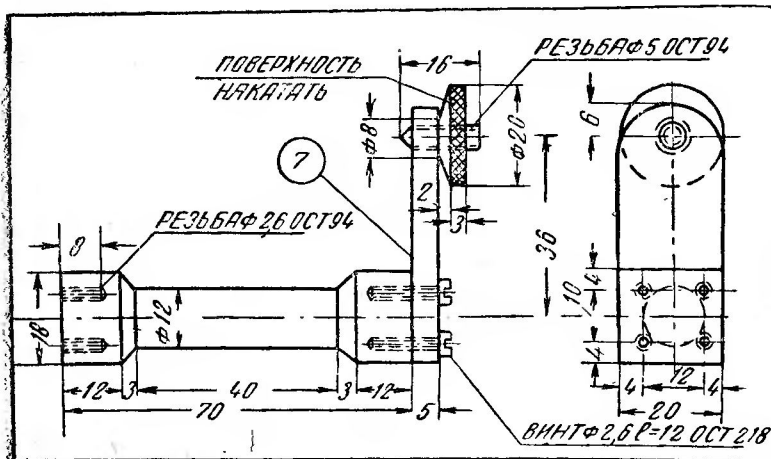 ПОВЕРХНОСТЬ
НАКАТАТЬ
16
РЕЗЬБА Ф 5 ОСТ 94
6
Ф8
Ф20
7
2
3
36
РЕЗЬБА Ф 2,6 ОСТ 94
8
18
Ф12
4
10
4
12
3
40
3
12
4
12
4
70
5
20
ВИНТ Ф 2,6 ℓ=12 ОСТ 218